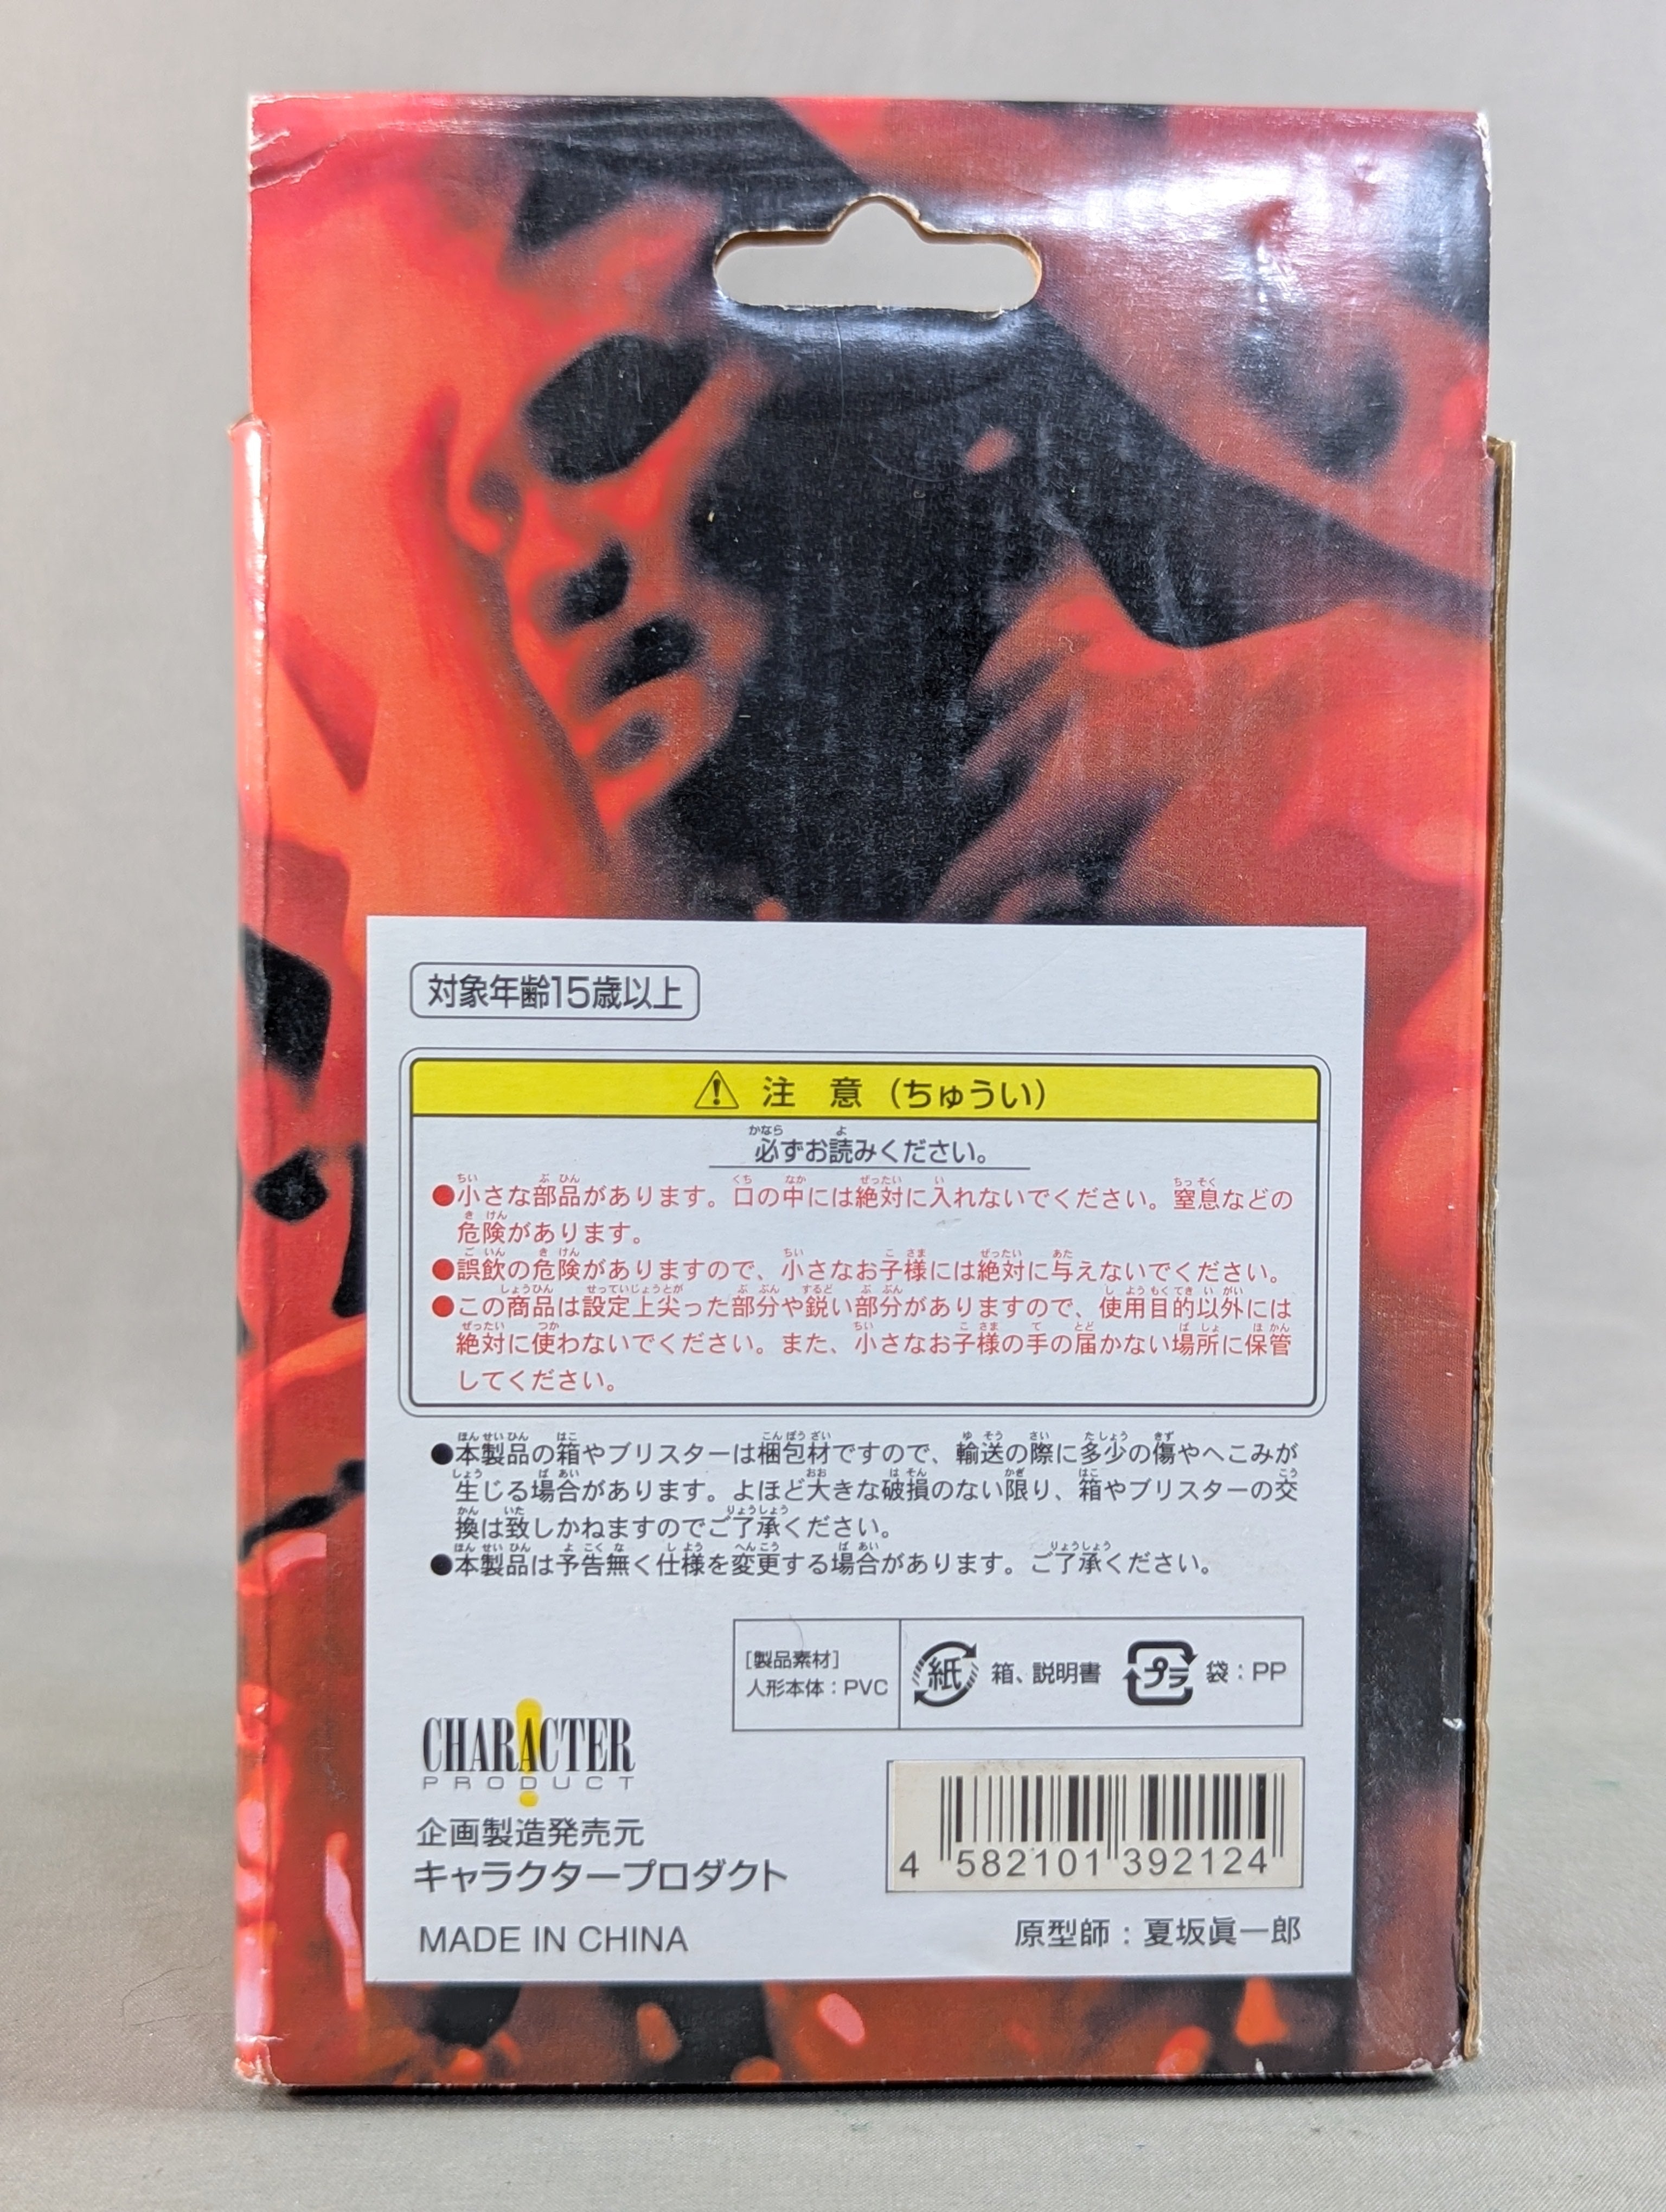 対象年齢15歳以上
注 意（ちゅうい）
必ずお読みください。
●小さな部品があります。口の中には絶対に入れないでください。窒息などの
危険があります。
●誤飲の危険がありますので、小さなお子様には絶対に与えないでください。
●この商品は設定上尖った部分や鋭い部分がありますので、使用目的以外には
絶対に使わないでください。また、小さなお子様の手の届かない場所に保管
してください。
●本製品の箱やブリスターは梱包材ですので、輸送の際に多少の傷やへこみが
生じる場合があります。よほど大きな破損のない限り、箱やブリスターの交
換は致しかねますのでご了承ください。
●本製品は予告無く仕様を変更する場合があります。ご了承ください。
[製品素材]
人形本体：PVC
紙 箱、説明書 プラ 袋：PP
CHARACTER
PRODUCT
企画製造発売元
キャラクタープロダクト
4 582101 392124
MADE IN CHINA
原型師：夏坂眞一郎